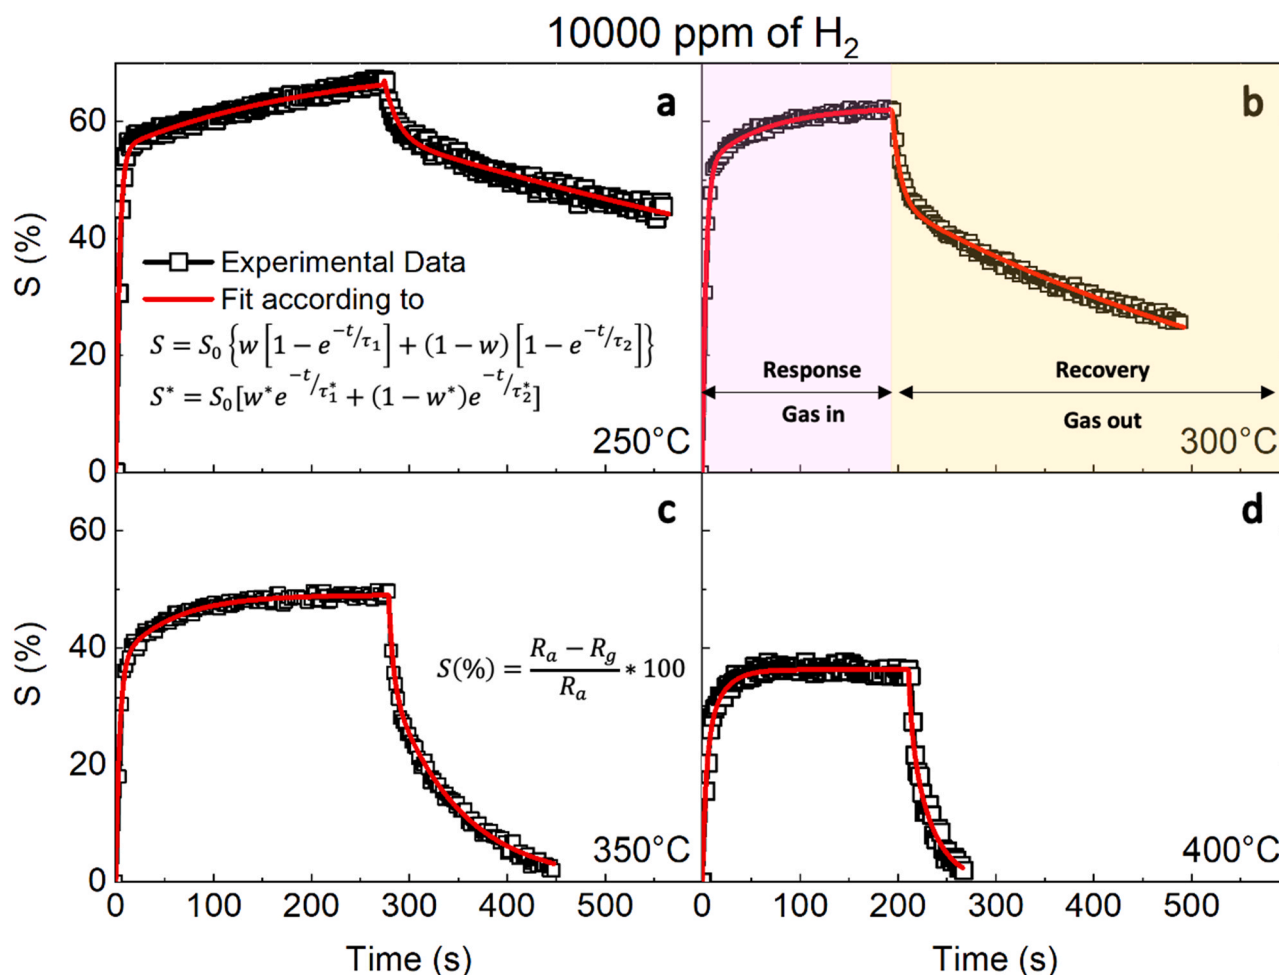 10000 ppm of H₂
a
b
S (%)
60
40
20
0
Experimental Data
Fit according to
S = S₀ {w [1 − e^(−t/τ₁)] + (1 − w) [1 − e^(−t/τ₂)]}
S* = S₀[w*e^(−t/τ₁*) + (1 − w*)e^(−t/τ₂*)]
250°C
Response
Gas in
Recovery
Gas out
300°C
c
d
S (%)
60
40
20
0
S(%) = (Rₐ − R_g)/Rₐ * 100
350°C
400°C
0 100 200 300 400 500
0 100 200 300 400 500
Time (s)
Time (s)